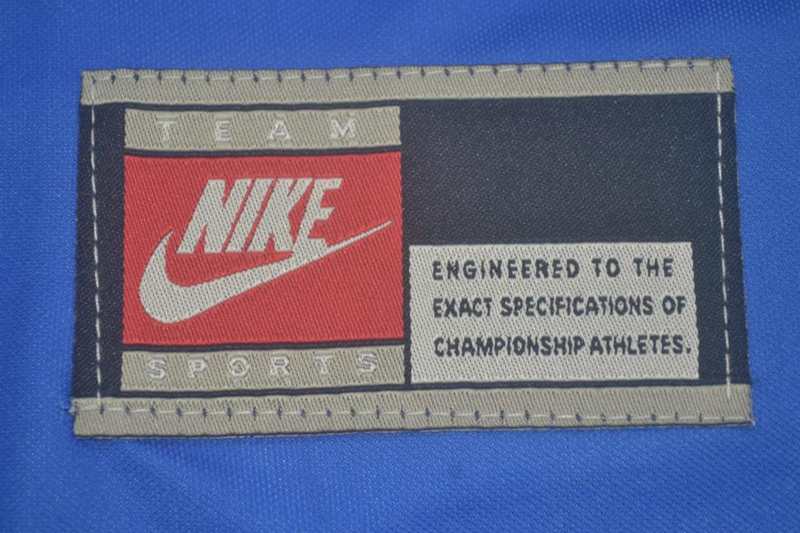 TEAM
NIKE
SPORTS
ENGINEERED TO THE
EXACT SPECIFICATIONS OF
CHAMPIONSHIP ATHLETES.